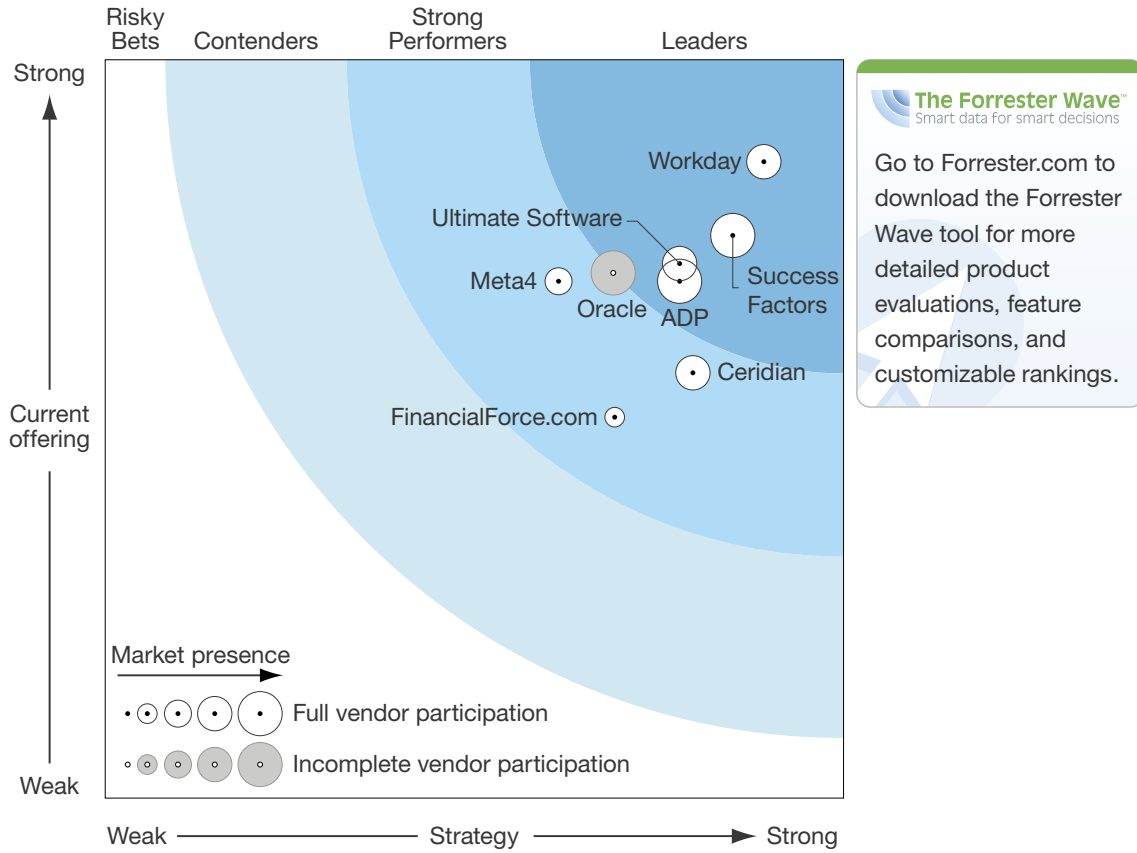 Risky
Bets
Contenders
Strong
Performers
Leaders
Strong
Current
offering
Weak
Workday
Ultimate Software
Success
Factors
Meta4
Oracle
ADP
Ceridian
FinancialForce.com
Market presence
Full vendor participation
Incomplete vendor participation
Weak
Strategy
Strong
The Forrester Wave™
Smart data for smart decisions
Go to Forrester.com to
download the Forrester
Wave tool for more
detailed product
evaluations, feature
comparisons, and
customizable rankings.